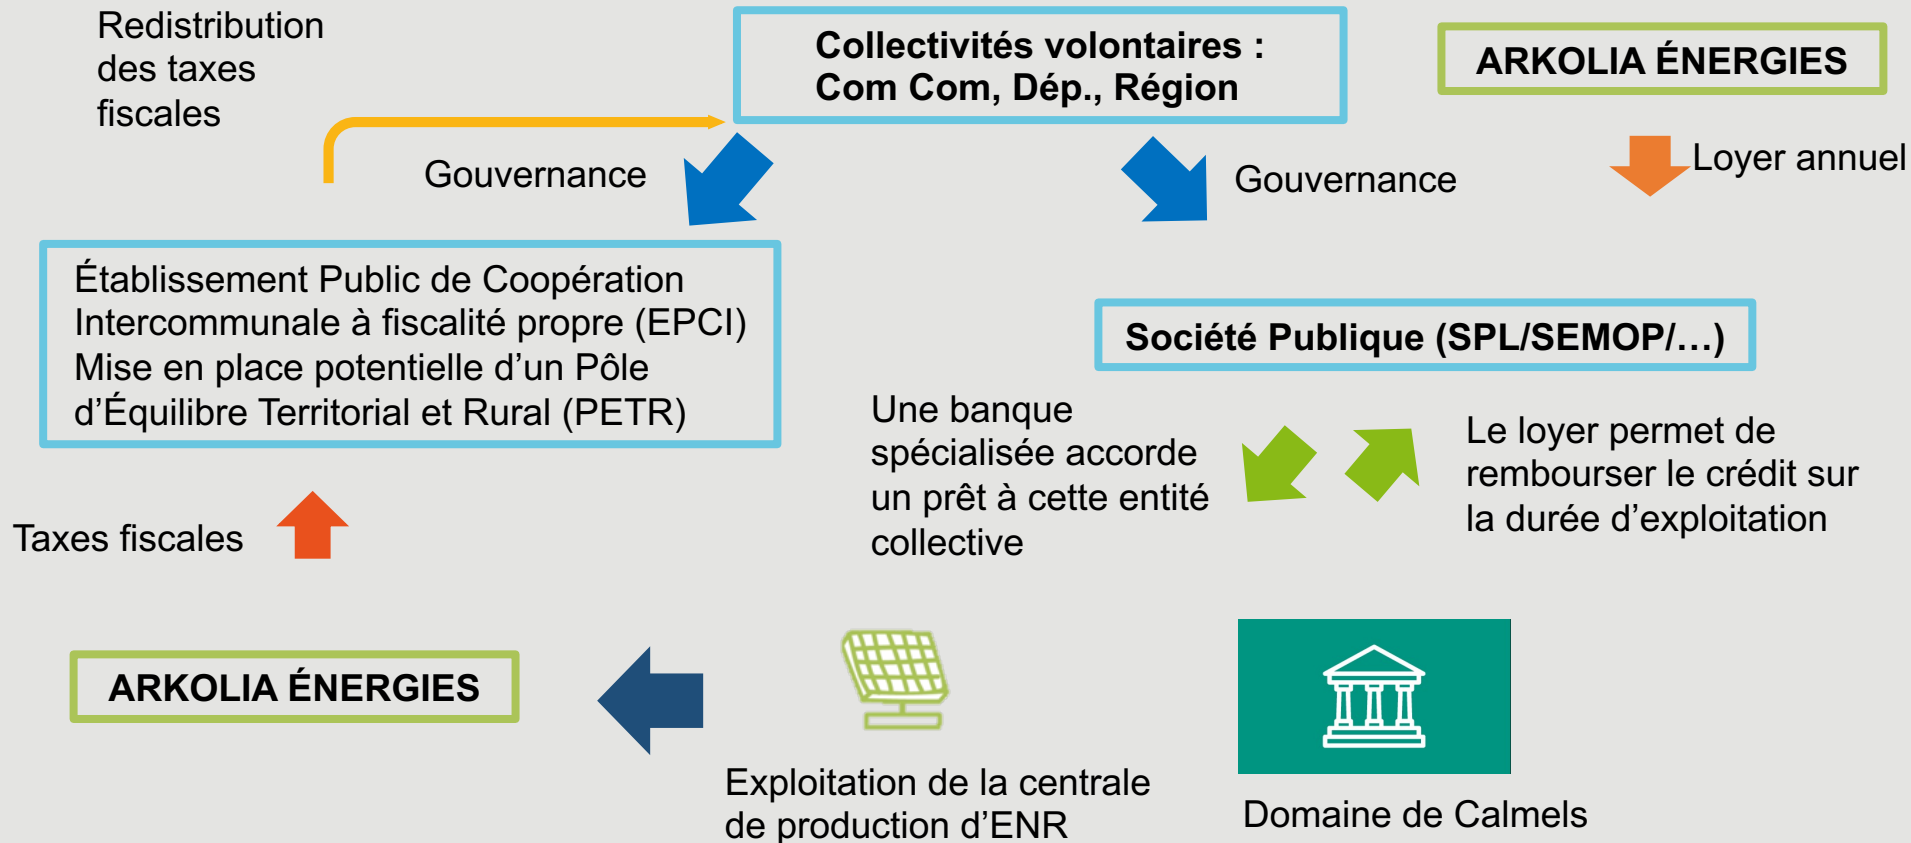 Redistribution
des taxes
fiscales
Collectivités volontaires :
Com Com, Dép., Région
ARKOLIA ÉNERGIES
Gouvernance
Gouvernance
Loyer annuel
Établissement Public de Coopération
Intercommunale à fiscalité propre (EPCI)
Mise en place potentielle d’un Pôle
d’Équilibre Territorial et Rural (PETR)
Société Publique (SPL/SEMOP/…)
Une banque
spécialisée accorde
un prêt à cette entité
collective
Le loyer permet de
rembourser le crédit sur
la durée d’exploitation
Taxes fiscales
ARKOLIA ÉNERGIES
Exploitation de la centrale
de production d’ENR
Domaine de Calmels